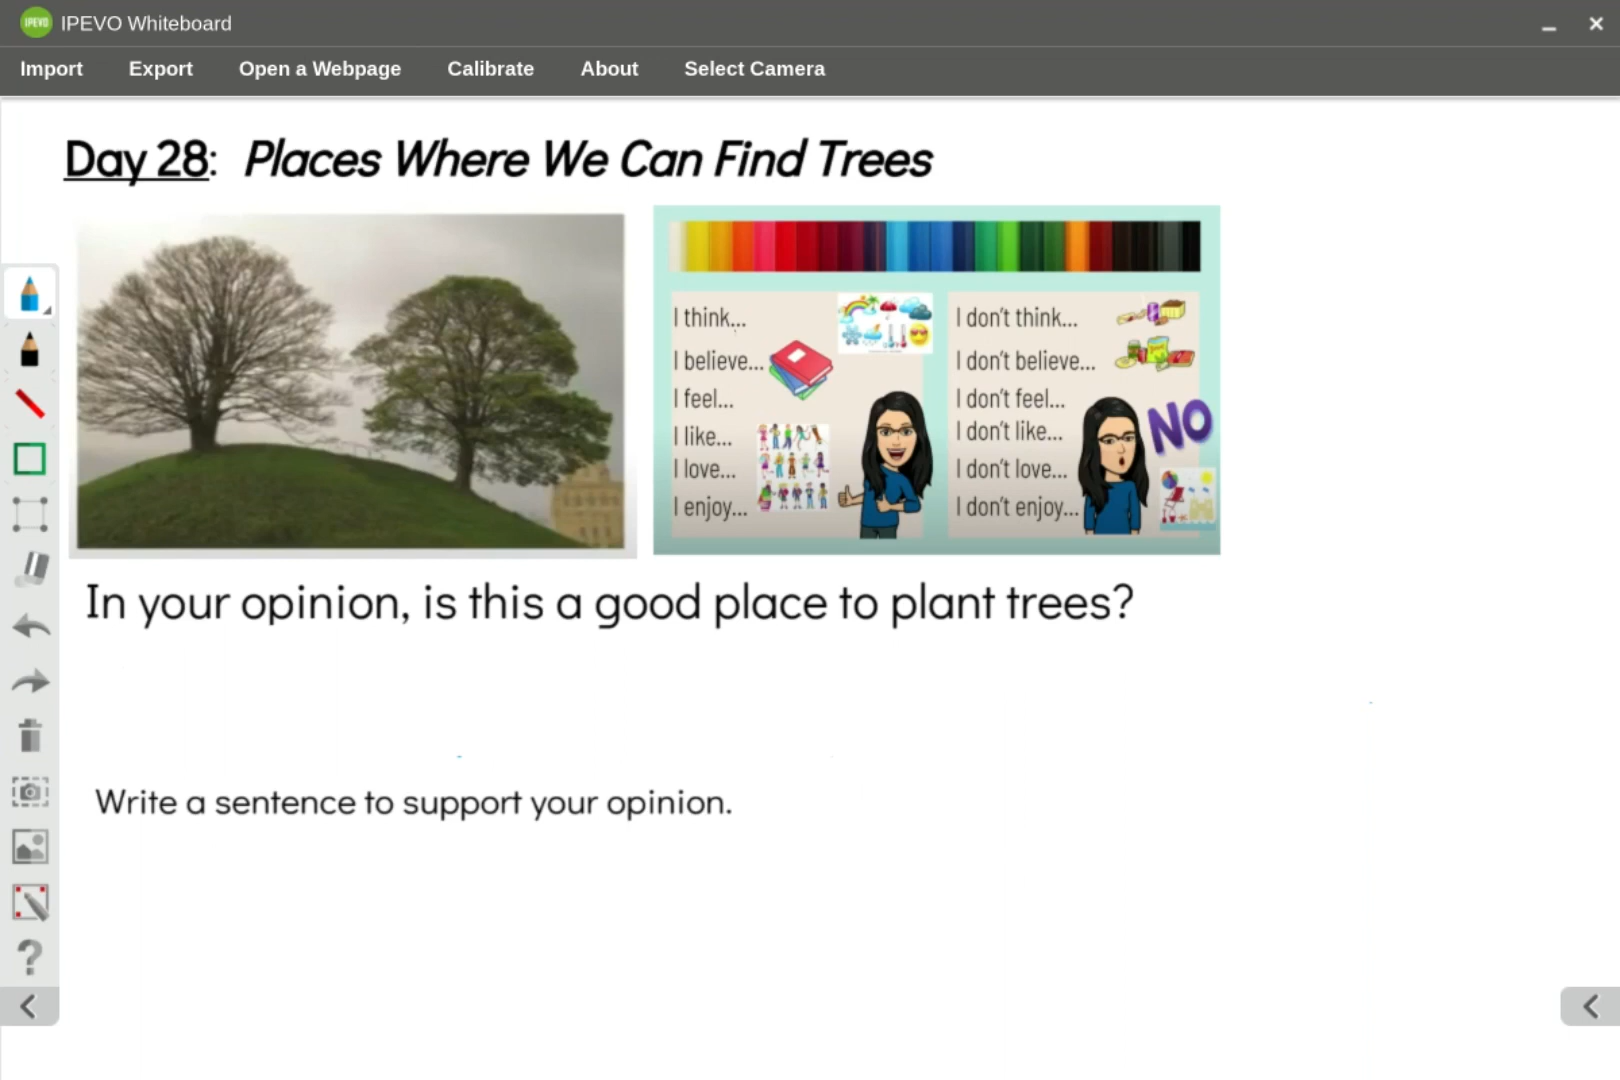 IPEVO
IPEVO Whiteboard
Import Export Open a Webpage Calibrate About Select Camera
Day 28: Places Where We Can Find Trees
I think...
I believe...
I feel...
I like...
I love...
I enjoy...
I don't think...
I don't believe...
I don't feel...
I don't like...
I don't love...
I don't enjoy...
NO
In your opinion, is this a good place to plant trees?
Write a sentence to support your opinion.